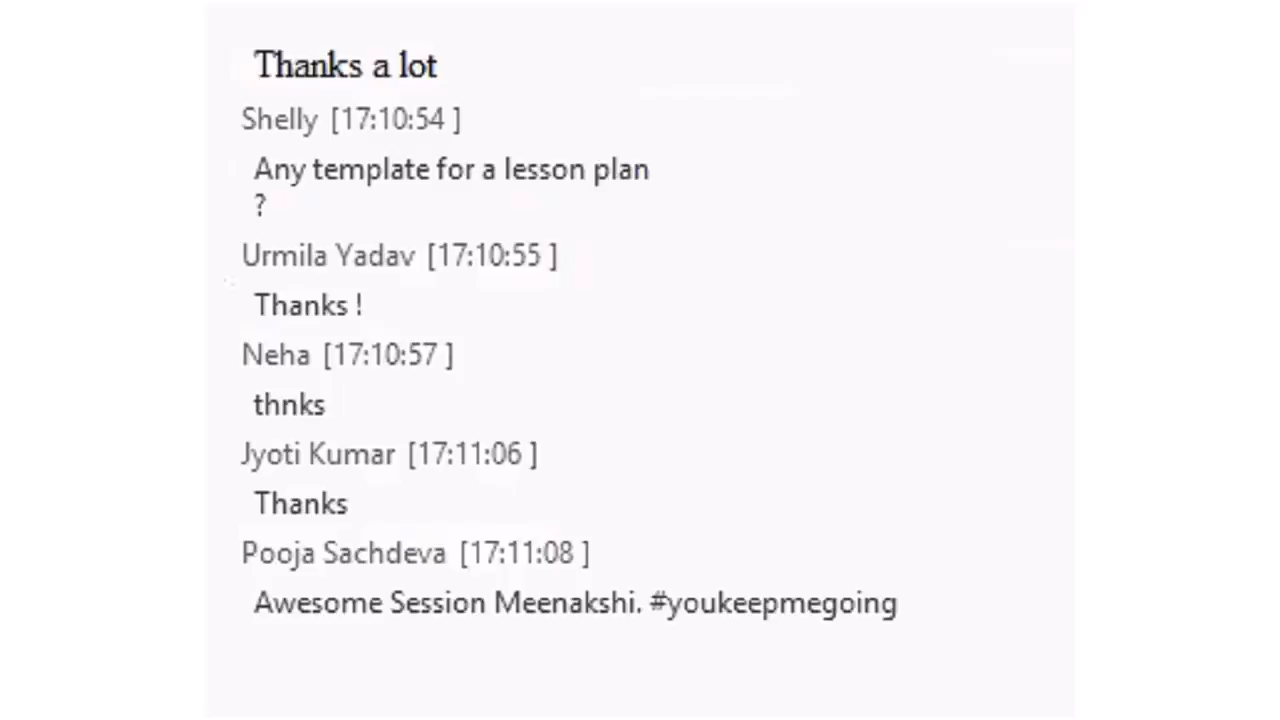 Thanks a lot
Shelly [17:10:54 ]
Any template for a lesson plan
?
Urmila Yadav [17:10:55 ]
Thanks !
Neha [17:10:57 ]
thnks
Jyoti Kumar [17:11:06 ]
Thanks
Pooja Sachdeva [17:11:08 ]
Awesome Session Meenakshi. #youkeepmegoing